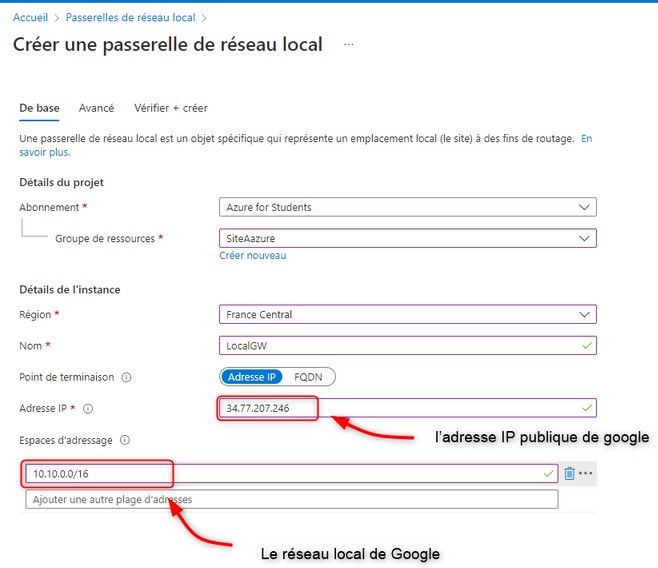 Accueil > Passerelles de réseau local >
Créer une passerelle de réseau local ...
De base Avancé Vérifier + créer
Une passerelle de réseau local est un objet spécifique qui représente un emplacement local (le site) à des fins de routage. En
savoir plus.
Détails du projet
Abonnement * Azure for Students
Groupe de ressources * SiteAazure
Créer nouveau
Détails de l'instance
Région * France Central
Nom * LocalGW
Point de terminaison Adresse IP FQDN
Adresse IP * 34.77.207.246
l'adresse IP publique de google
Espaces d'adressage
10.10.0.0/16
Ajouter une autre plage d'adresses
Le réseau local de Google